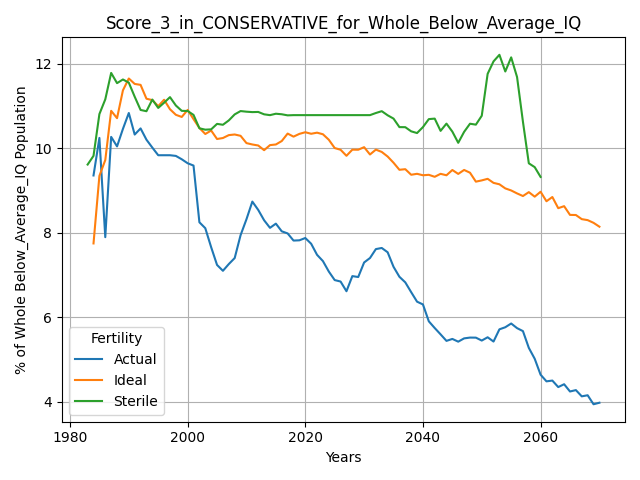 Score_3_in_CONSERVATIVE_for_Whole_Below_Average_IQ
% of Whole Below_Average_IQ Population
12
10
8
6
4
Fertility
Actual
Ideal
Sterile
1980
2000
2020
2040
2060
Years